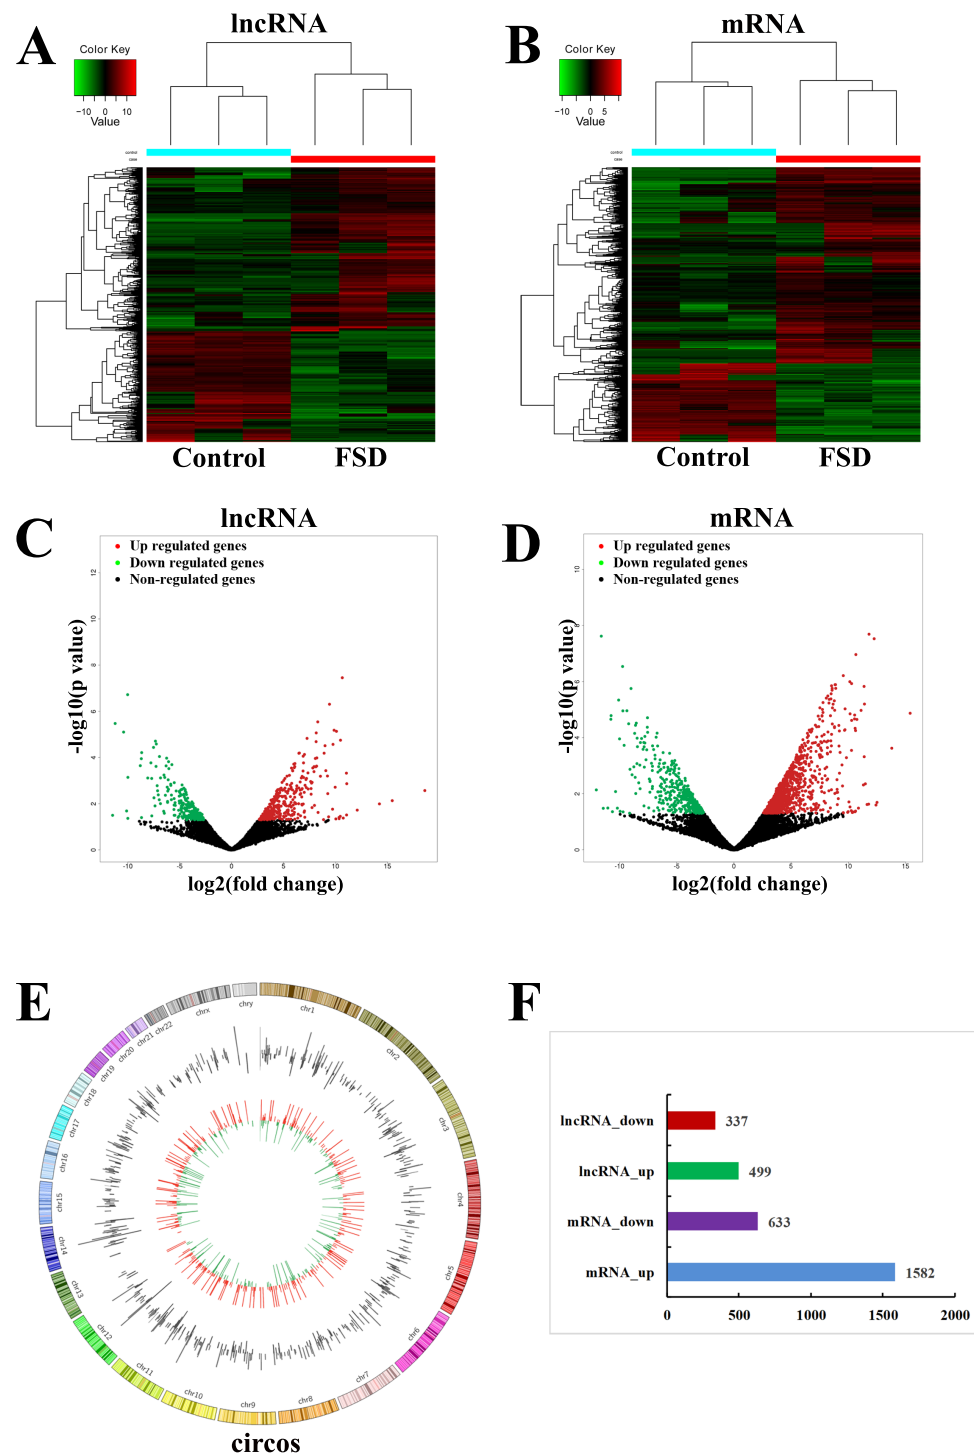 A
lncRNA
Color Key
−10 0 10
Value
control
case
Control FSD
B
mRNA
Color Key
−10 0 5
Value
control
case
Control FSD
C
lncRNA
Up regulated genes
Down regulated genes
Non-regulated genes
-log10(p value)
0 2 4 6 8 10 12
-10 -5 0 5 10 15
log2(fold change)
D
mRNA
Up regulated genes
Down regulated genes
Non-regulated genes
-log10(p value)
0 2 4 6 8 10
-10 -5 0 5 10 15
log2(fold change)
E
chr1
chr2
chr3
chr4
chr5
chr6
chr7
chr8
chr9
chr10
chr11
chr12
chr13
chr14
chr15
chr16
chr17
chr18
chr19
chr20
chr21
chr22
chrx
chry
circos
F
lncRNA_down 337
lncRNA_up 499
mRNA_down 633
mRNA_up 1582
0 500 1000 1500 2000